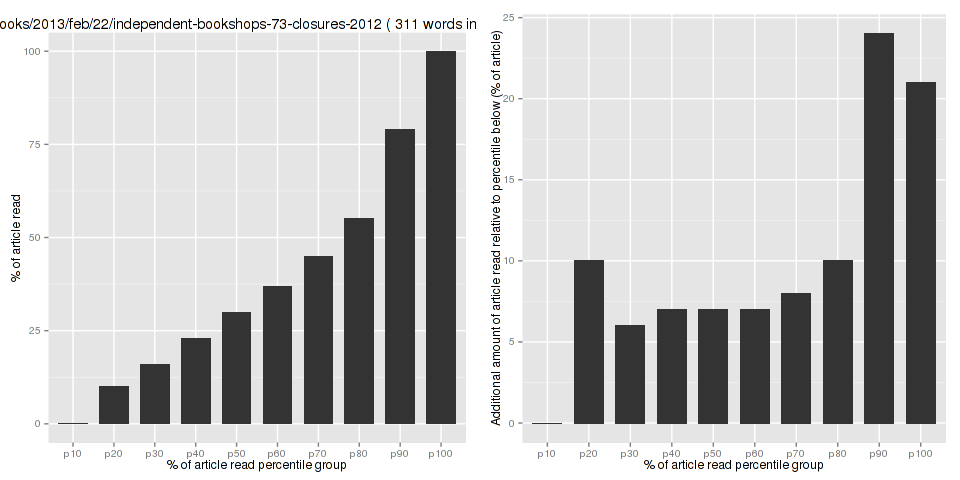 ooks/2013/feb/22/independent-bookshops-73-closures-2012 ( 311 words in
% of article read
100
75
50
25
0
p10 p20 p30 p40 p50 p60 p70 p80 p90 p100
% of article read percentile group
Additional amount of article read relative to percentile below (% of article)
25
20
15
10
5
0
p10 p20 p30 p40 p50 p60 p70 p80 p90 p100
% of article read percentile group